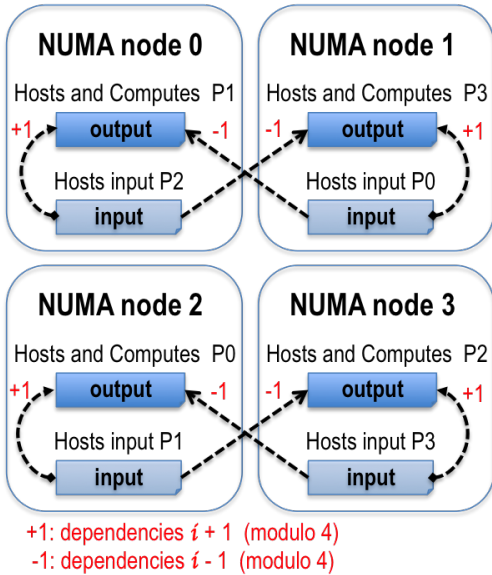 NUMA node 0
NUMA node 1
Hosts and Computes P1
Hosts and Computes P3
+1
output
-1
-1
output
+1
Hosts input P2
Hosts input P0
input
input
NUMA node 2
NUMA node 3
Hosts and Computes P0
Hosts and Computes P2
+1
output
-1
-1
output
+1
Hosts input P1
Hosts input P3
input
input
+1: dependencies i + 1 (modulo 4)
-1: dependencies i - 1 (modulo 4)